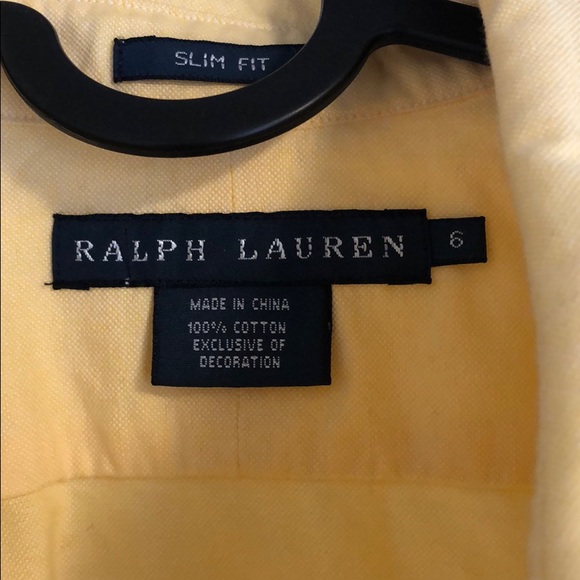 SLIM FIT
RALPH LAUREN 6
MADE IN CHINA
100% COTTON
EXCLUSIVE OF
DECORATION